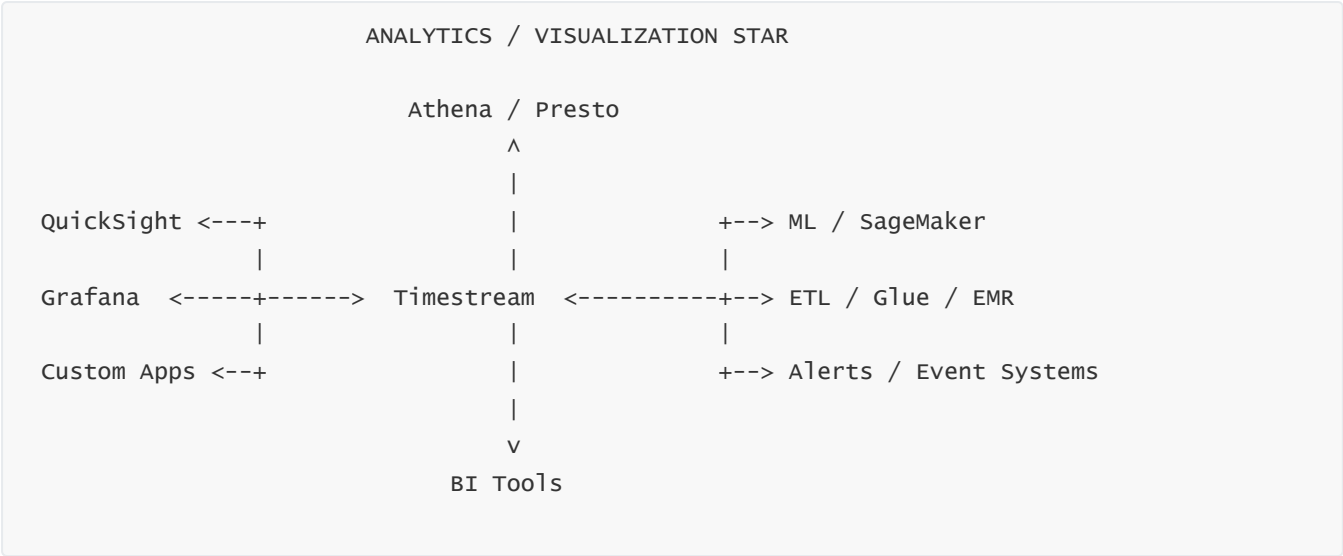 ANALYTICS / VISUALIZATION STAR
Athena / Presto
^
|
QuickSight <---+ | +--> ML / SageMaker
| | |
Grafana <-----+------> Timestream <----------+--> ETL / Glue / EMR
| | |
Custom Apps <--+ | +--> Alerts / Event Systems
|
v
BI Tools